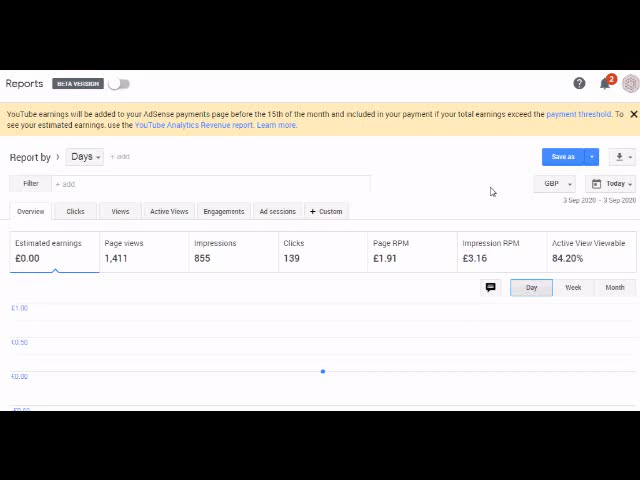 Reports BETA VERSION 2
YouTube earnings will be added to your AdSense payments page before the 15th of the month and included in your payment if your total earnings exceed the payment threshold. To
see your estimated earnings, use the YouTube Analytics Revenue report. Learn more.
Report by Days + add Save as
Filter + add GBP Today
3 Sep 2020 – 3 Sep 2020
Overview Clicks Views Active Views Engagements Ad sessions + Custom
Estimated earnings Page views Impressions Clicks Page RPM Impression RPM Active View Viewable
£0.00 1,411 855 139 £1.91 £3.16 84.20%
Day Week Month
£1.00
£0.50
£0.00